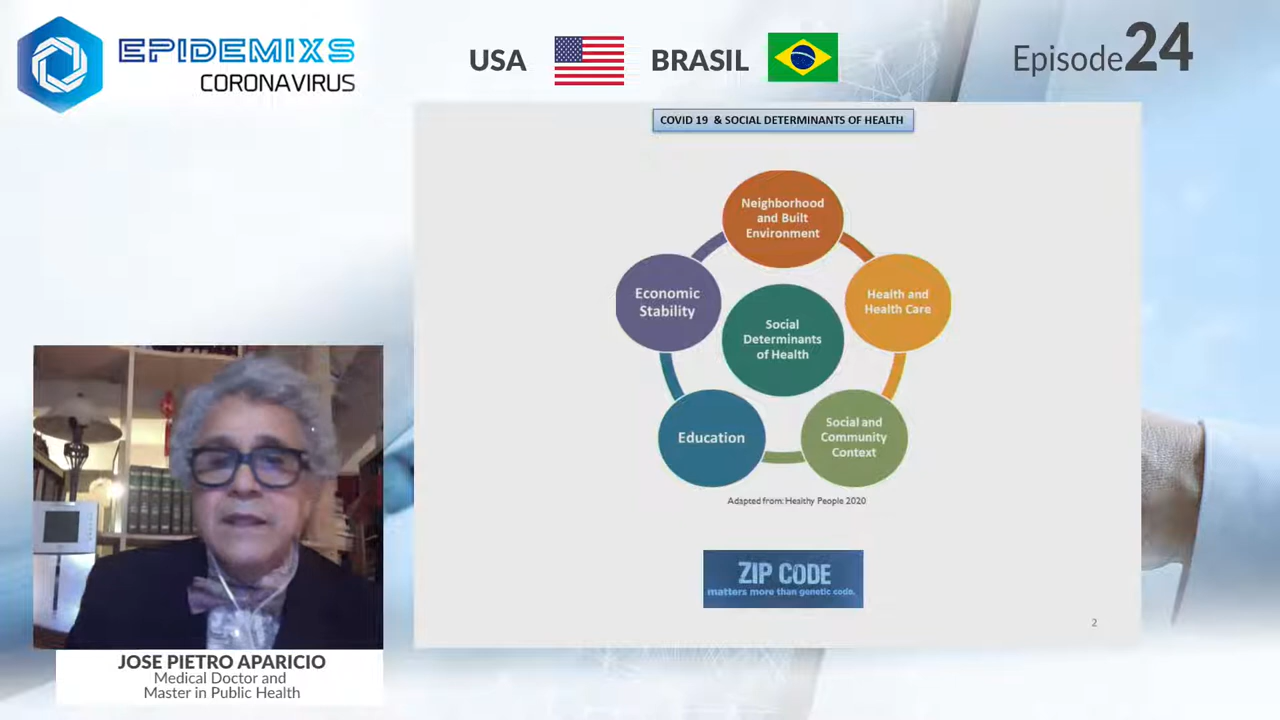 EPIDEMIXS
CORONAVIRUS
USA
BRASIL
Episode24
COVID 19 & SOCIAL DETERMINANTS OF HEALTH
Neighborhood
and Built
Environment
Economic
Stability
Health and
Health Care
Social
Determinants
of Health
Education
Social and
Community
Context
Adapted from: Healthy People 2020
ZIP CODE
matters more than genetic code.
2
JOSE PIETRO APARICIO
Medical Doctor and
Master in Public Health